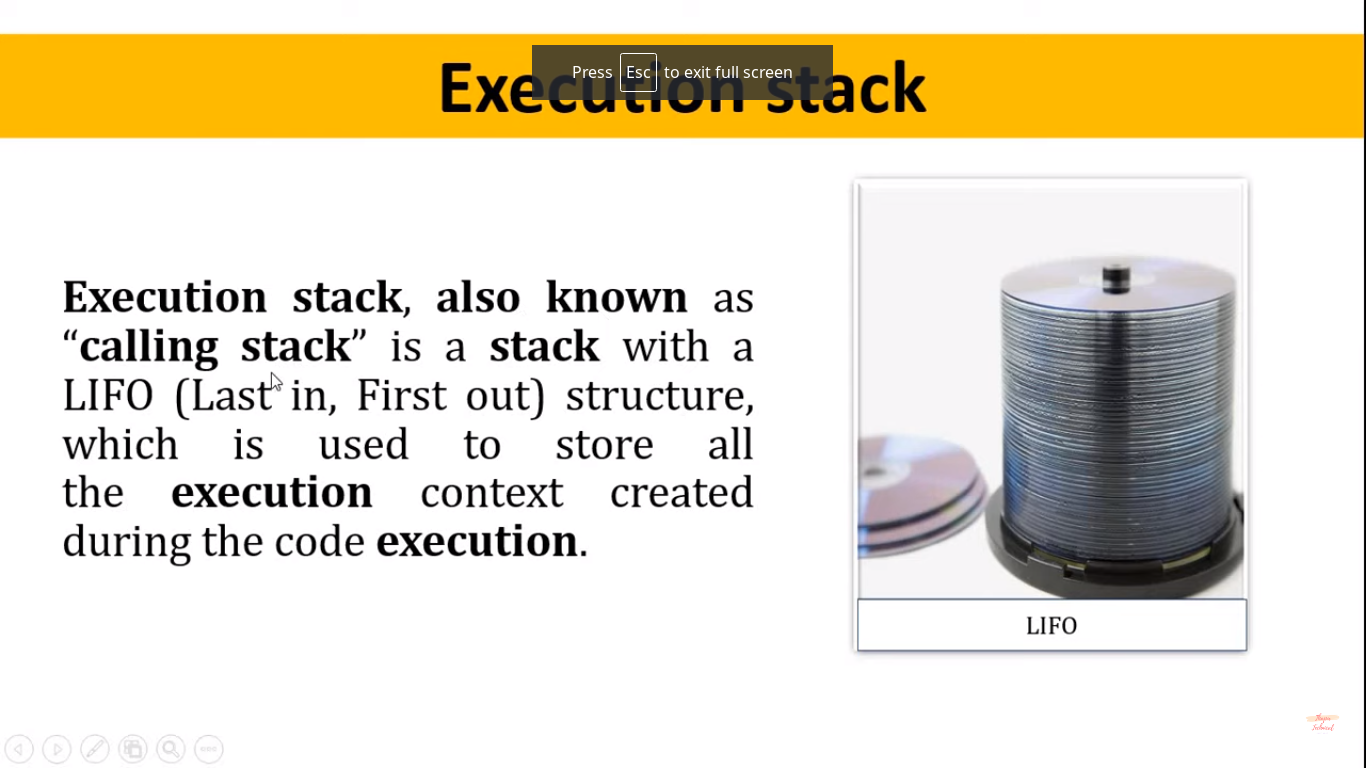 Press Esc to exit full screen
Execution stack
Execution stack, also known as
“calling stack” is a stack with a
LIFO (Last in, First out) structure,
which is used to store all
the execution context created
during the code execution.
LIFO